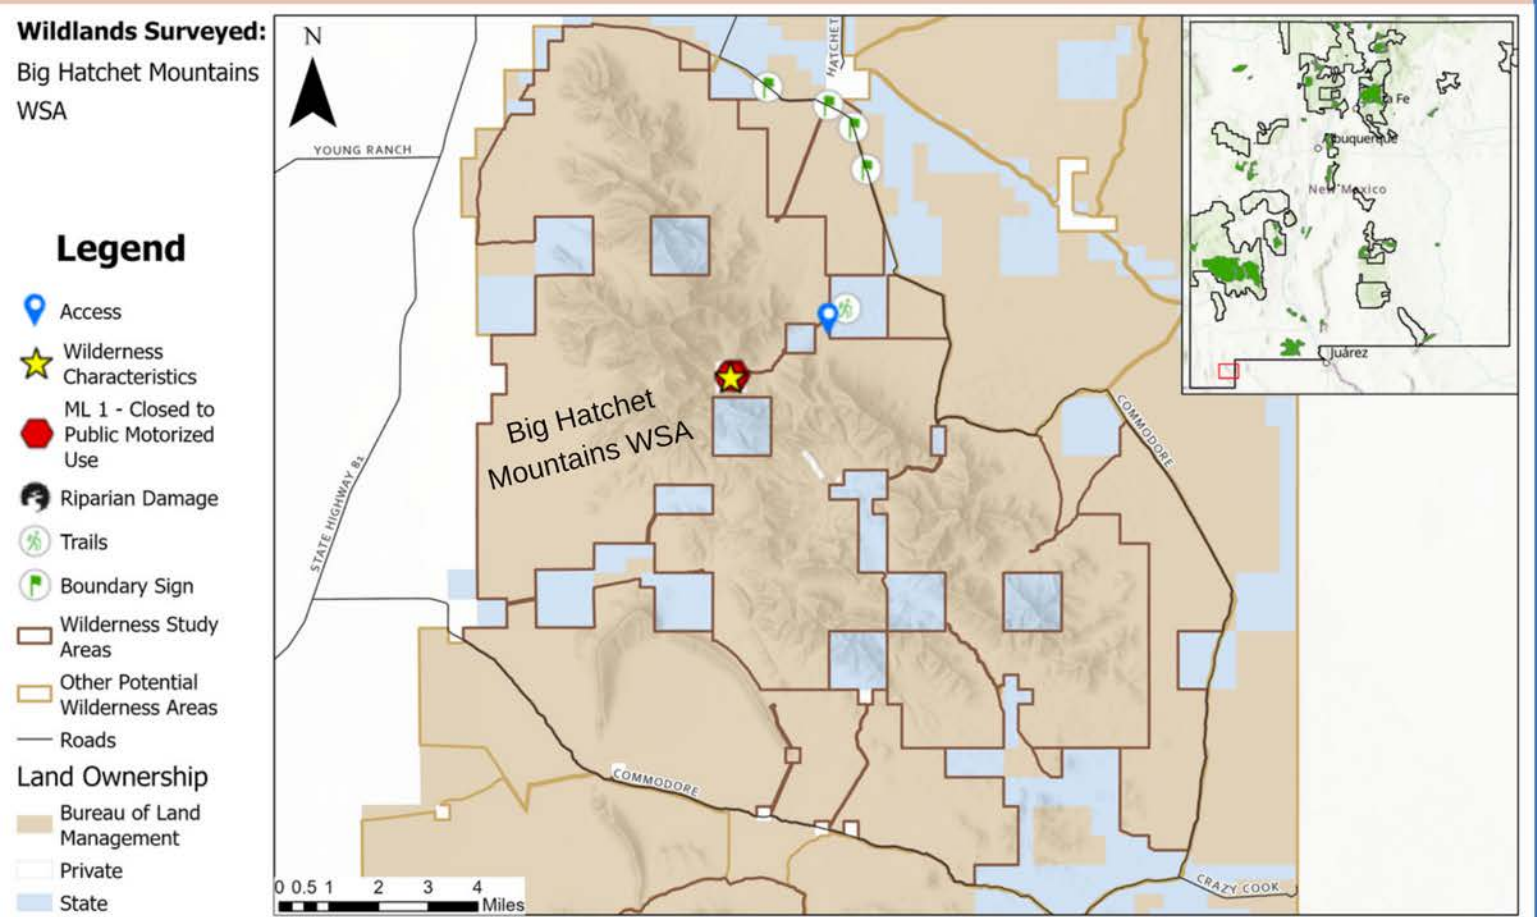 Wildlands Surveyed:
Big Hatchet Mountains
WSA
Legend
Access
Wilderness
Characteristics
ML 1 - Closed to
Public Motorized
Use
Riparian Damage
Trails
Boundary Sign
Wilderness Study
Areas
Other Potential
Wilderness Areas
Roads
Land Ownership
Bureau of Land
Management
Private
State
N
HATCHET
YOUNG RANCH
STATE HIGHWAY 81
Big Hatchet
Mountains WSA
COMMODORE
COMMODORE
CRAZY COOK
0 0.5 1 2 3 4
Miles
Fe
Albuquerque
New Mexico
Juárez